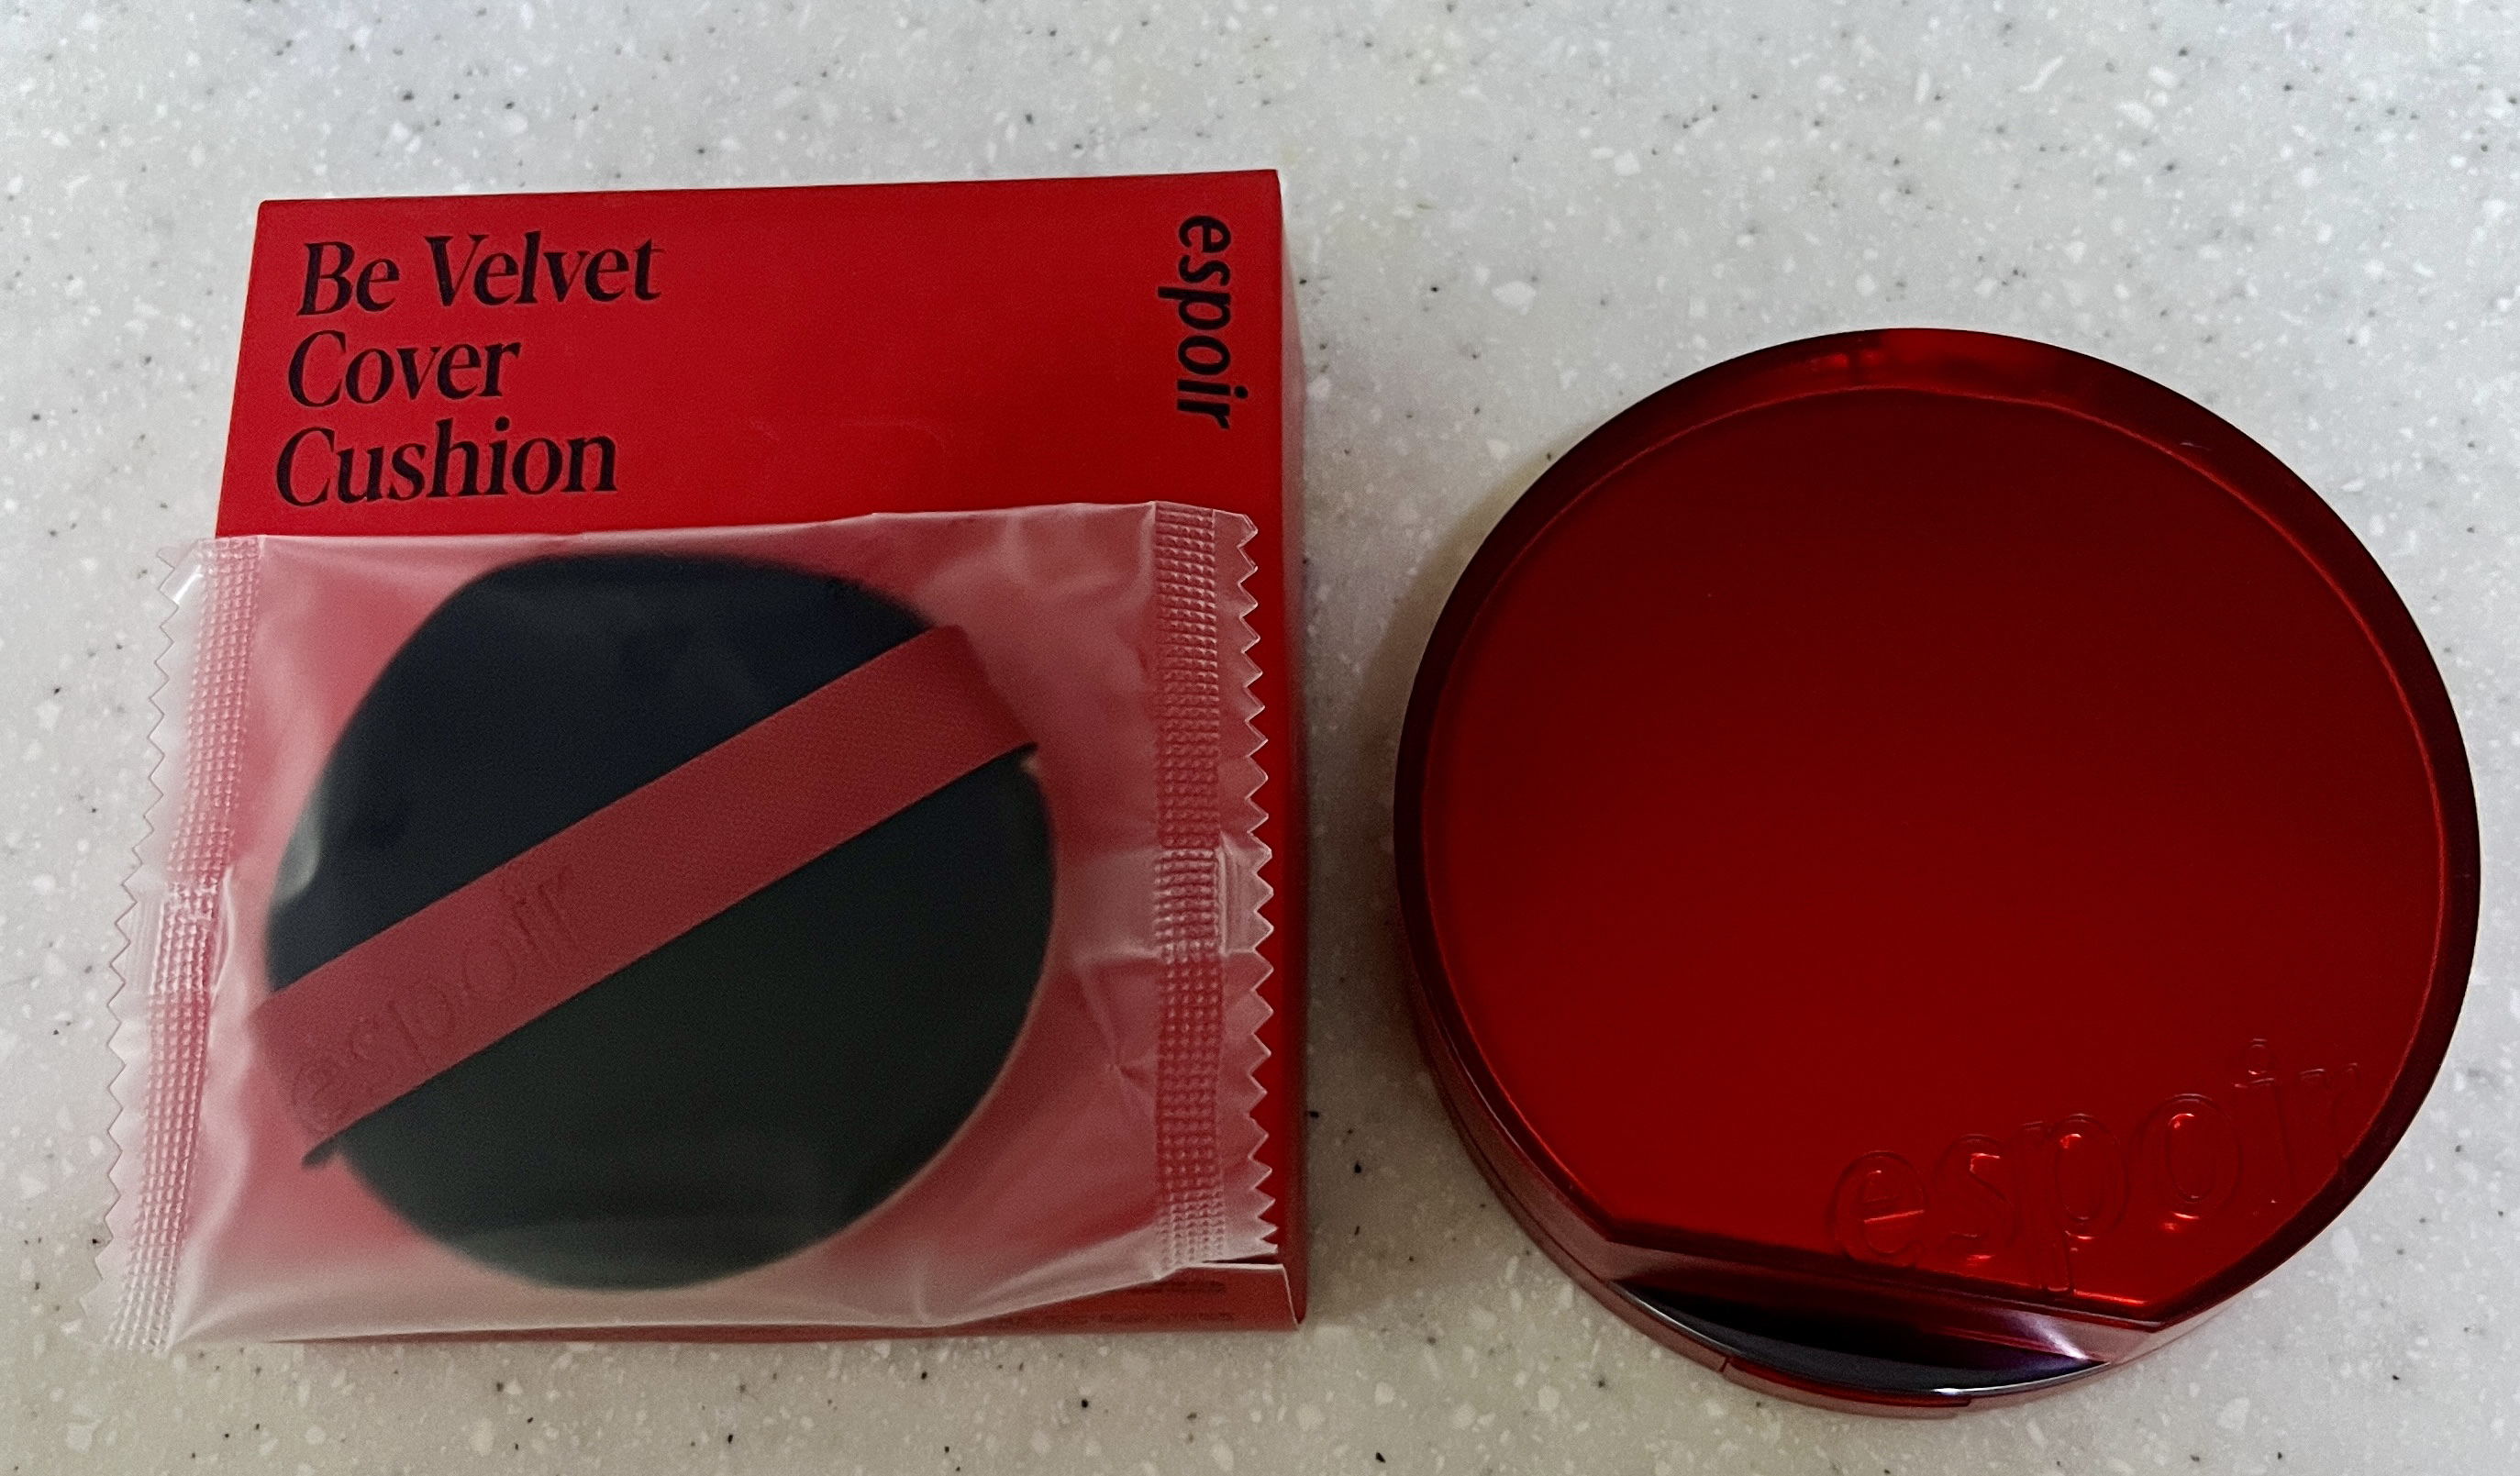 Be Velvet
Cover
Cushion
espoir
espoir
espoir